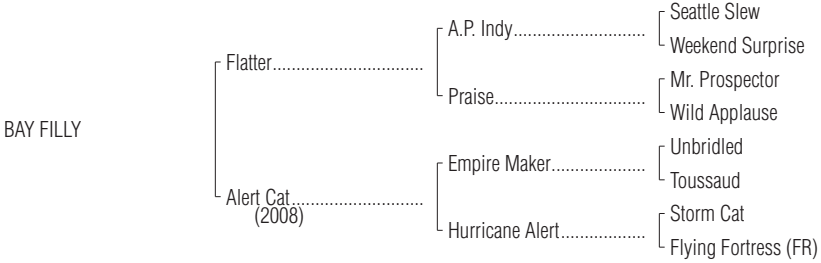 Seattle Slew
A.P. Indy..............................
Weekend Surprise
Flatter..................................
Mr. Prospector
Praise..................................
Wild Applause
BAY FILLY
Unbridled
Empire Maker.....................
Toussaud
Alert Cat..............................
(2008)
Storm Cat
Hurricane Alert...................
Flying Fortress (FR)